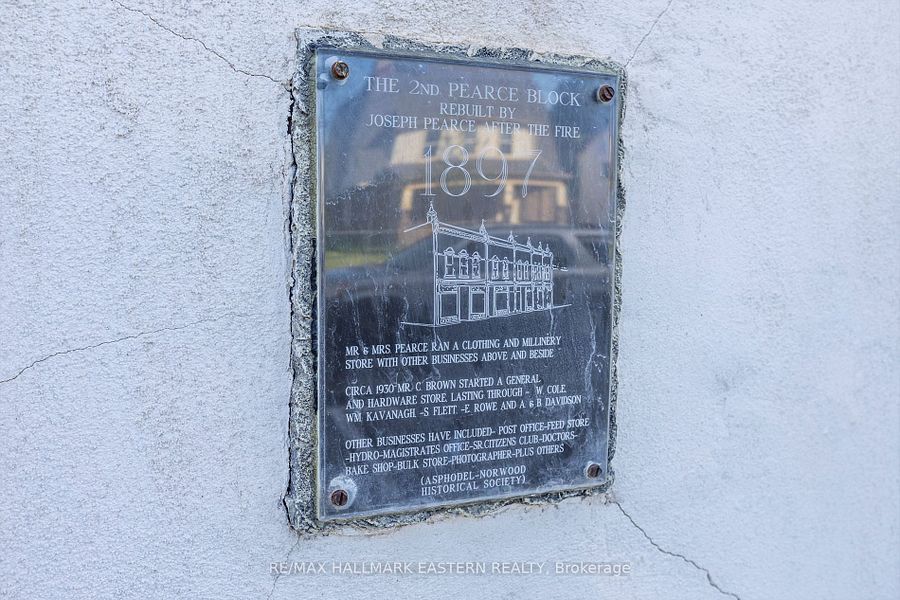 THE 2ND. PEARCE BLOCK
REBUILT BY
JOSEPH PEARCE AFTER THE FIRE
1897
MR & MRS. PEARCE RAN A CLOTHING AND MILLINERY
STORE WITH OTHER BUSINESSES ABOVE AND BESIDE
CIRCA 1930 MR. C. BROWN STARTED A GENERAL
AND HARDWARE STORE, LASTING THROUGH - W. COLE,
WM. KAVANAGH, -S. FLETT, -E. ROWE AND A. & B. DAVIDSON
OTHER BUSINESSES HAVE INCLUDED- POST OFFICE-FEED STORE
-HYDRO-MAGISTRATES OFFICE-SR.CITIZENS CLUB-DOCTORS-
BAKE SHOP-BULK STORE-PHOTOGRAPHER-PLUS OTHERS
(ASPHODEL-NORWOOD
HISTORICAL SOCIETY)
RE/MAX HALLMARK EASTERN REALTY, Brokerage